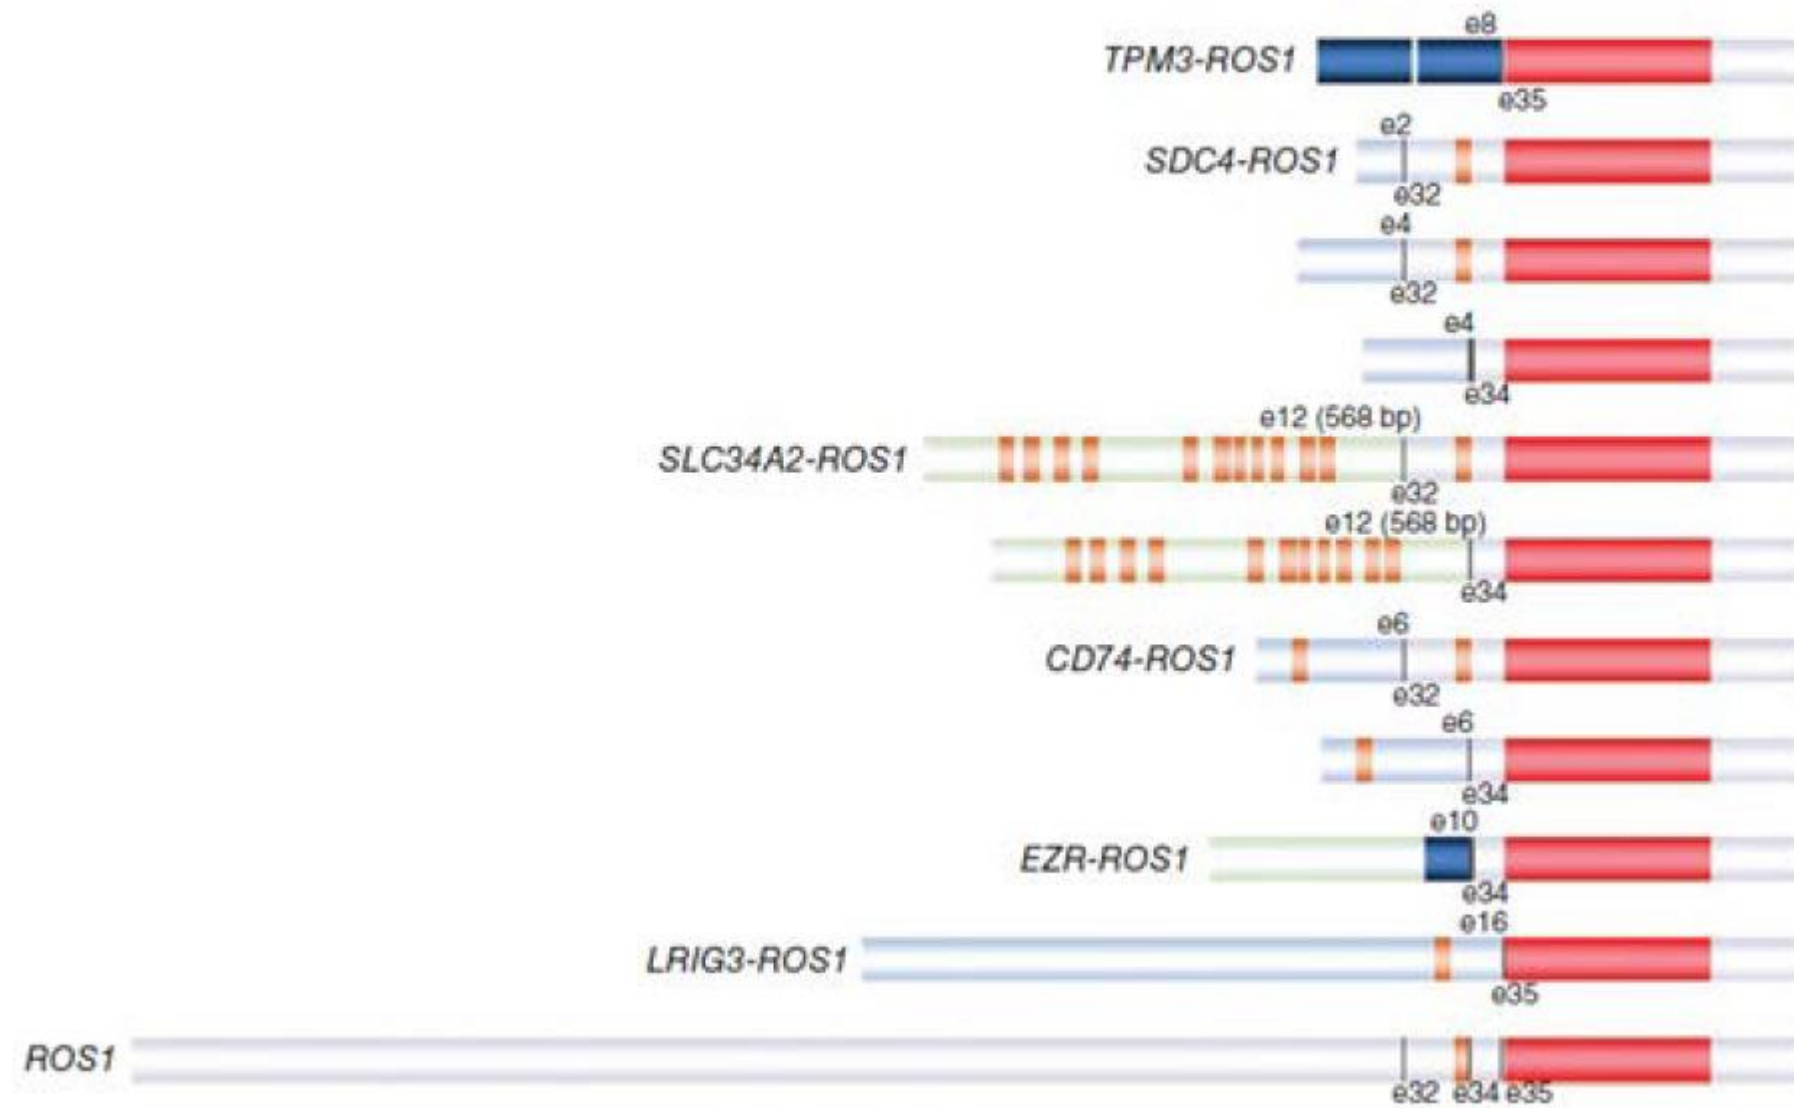 e8
TPM3-ROS1
e35
e2
SDC4-ROS1
e32
e4
e32
e4
e34
e12 (568 bp)
SLC34A2-ROS1
e32
e12 (568 bp)
e34
e6
CD74-ROS1
e32
e6
e34
e10
EZR-ROS1
e34
e16
LRIG3-ROS1
e35
ROS1
e32 e34 e35